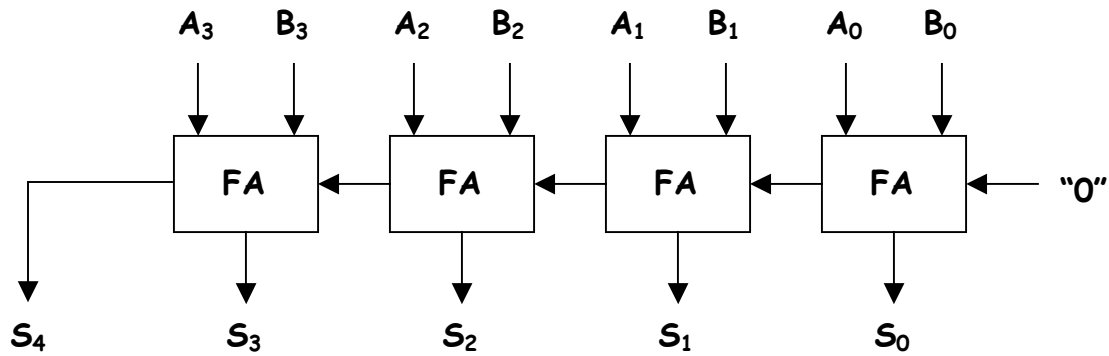 A₃ B₃ A₂ B₂ A₁ B₁ A₀ B₀
FA FA FA FA “0”
S₄ S₃ S₂ S₁ S₀